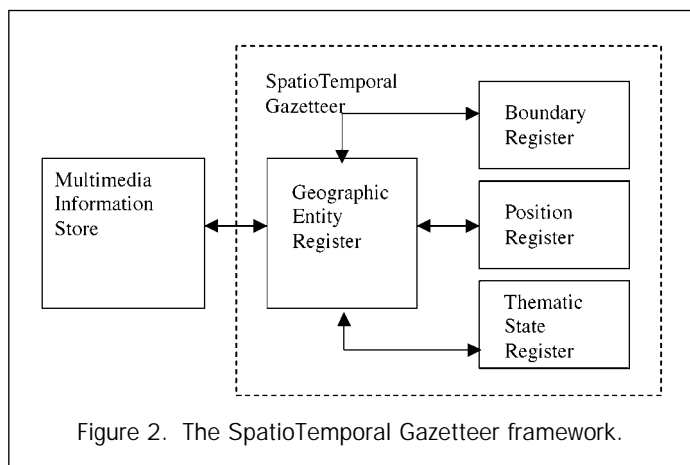 SpatioTemporal
Gazetteer
Boundary
Register
Multimedia
Information
Store
Geographic
Entity
Register
Position
Register
Thematic
State
Register
Figure 2. The SpatioTemporal Gazetteer framework.